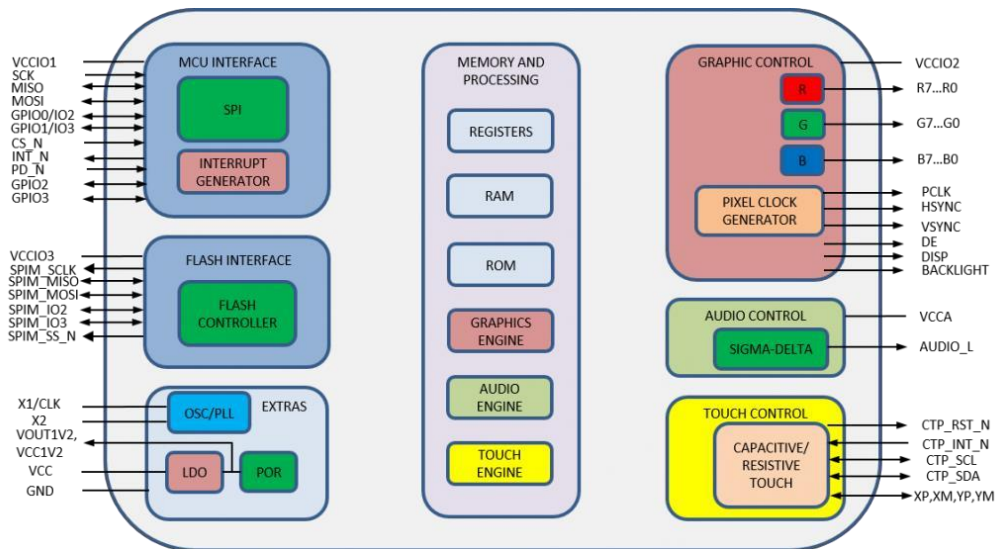 VCCIO1
SCK
MISO
MOSI
GPIO0/IO2
GPIO1/IO3
CS_N
INT_N
PD_N
GPIO2
GPIO3
MCU INTERFACE
SPI
INTERRUPT
GENERATOR
VCCIO3
SPIM_SCLK
SPIM_MISO
SPIM_MOSI
SPIM_IO2
SPIM_IO3
SPIM_SS_N
FLASH INTERFACE
FLASH
CONTROLLER
X1/CLK
X2
VOUT1V2,
VCC1V2
VCC
GND
OSC/PLL
EXTRAS
LDO
POR
MEMORY AND
PROCESSING
REGISTERS
RAM
ROM
GRAPHICS
ENGINE
AUDIO
ENGINE
TOUCH ENGINE
GRAPHIC CONTROL
R
G
B
PIXEL CLOCK
GENERATOR
VCCIO2
R7...R0
G7...G0
B7...B0
PCLK
HSYNC
VSYNC
DE
DISP
BACKLIGHT
AUDIO CONTROL
SIGMA-DELTA
VCCA
AUDIO_L
TOUCH CONTROL
CAPACITIVE/
RESISTIVE
TOUCH
CTP_RST_N
CTP_INT_N
CTP_SCL
CTP_SDA
XP,XM,YP,YM